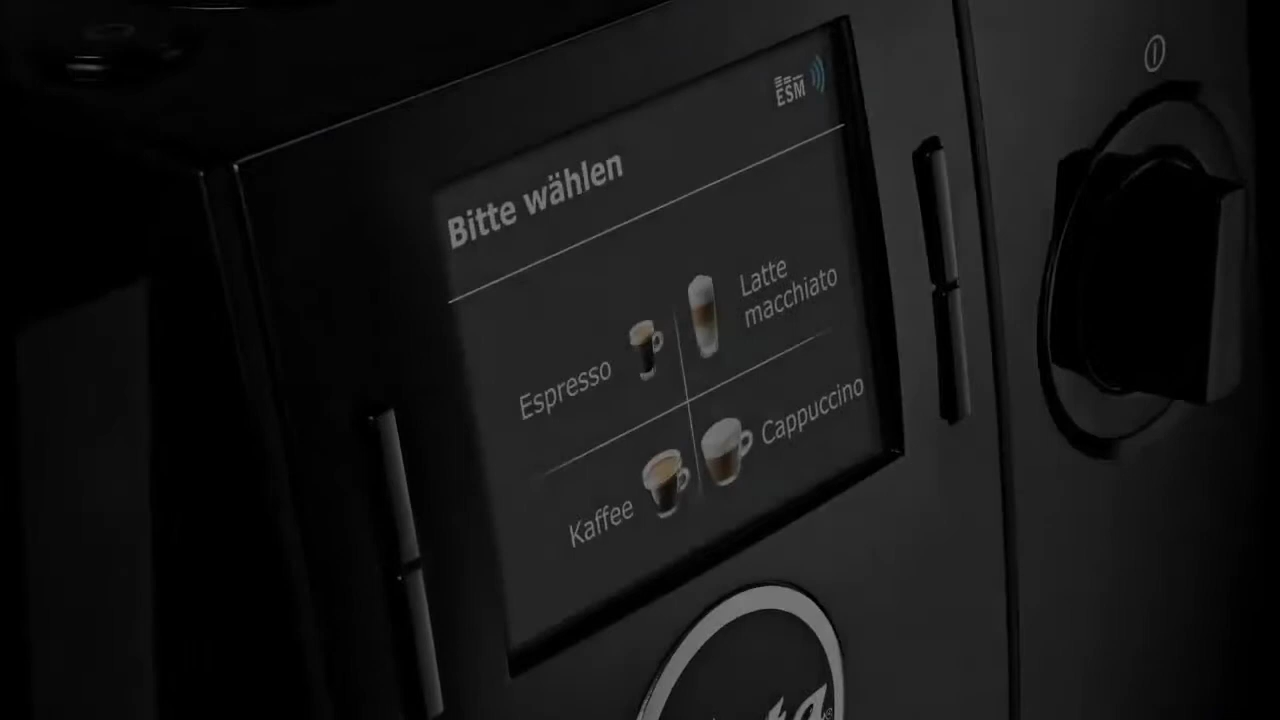 ESM
Bitte wählen
Latte
macchiato
Espresso
Cappuccino
Kaffee